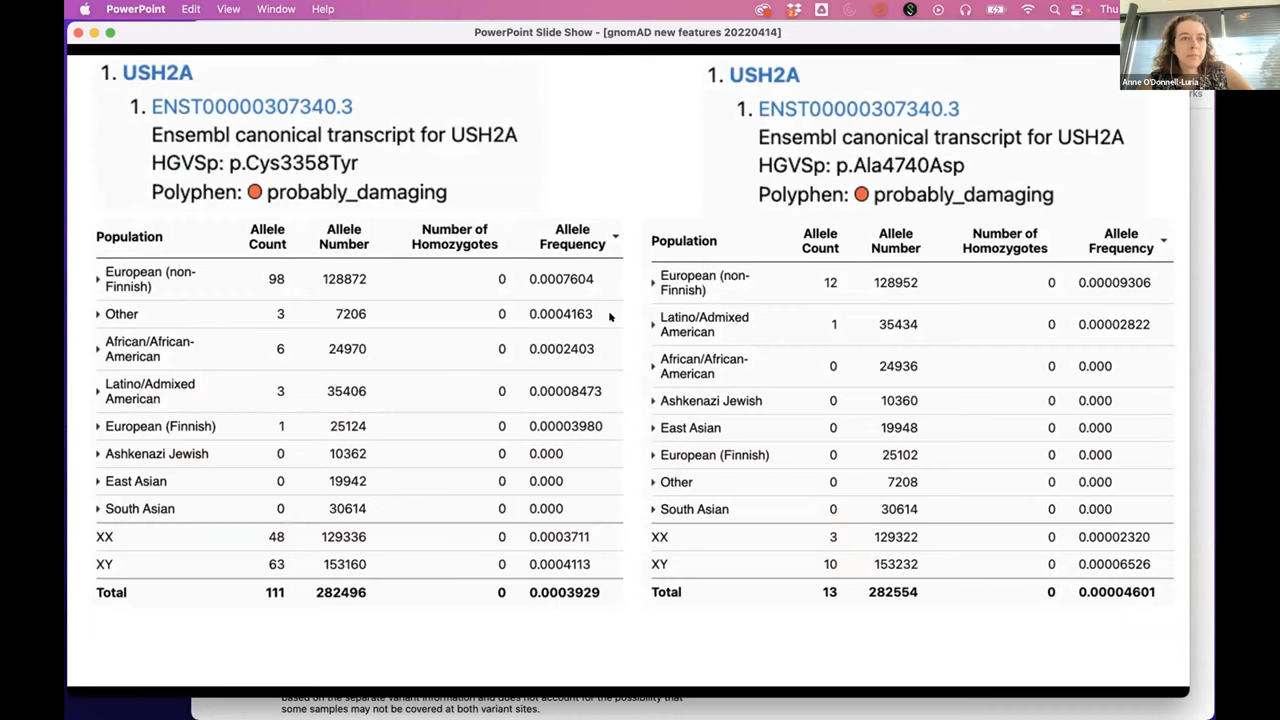 PowerPoint Edit View Window Help Thu
PowerPoint Slide Show - [gnomAD new features 20220414]
Anne O'Donnell-Luria
1. USH2A
1. ENST00000307340.3
Ensembl canonical transcript for USH2A
HGVSp: p.Cys3358Tyr
Polyphen: probably_damaging
Population Allele Count Allele Number Number of Homozygotes Allele Frequency
European (non-Finnish) 98 128872 0 0.0007604
Other 3 7206 0 0.0004163
African/African-American 6 24970 0 0.0002403
Latino/Admixed American 3 35406 0 0.00008473
European (Finnish) 1 25124 0 0.00003980
Ashkenazi Jewish 0 10362 0 0.000
East Asian 0 19942 0 0.000
South Asian 0 30614 0 0.000
XX 48 129336 0 0.0003711
XY 63 153160 0 0.0004113
Total 111 282496 0 0.0003929
1. USH2A
1. ENST00000307340.3
Ensembl canonical transcript for USH2A
HGVSp: p.Ala4740Asp
Polyphen: probably_damaging
Population Allele Count Allele Number Number of Homozygotes Allele Frequency
European (non-Finnish) 12 128952 0 0.00009306
Latino/Admixed American 1 35434 0 0.00002822
African/African-American 0 24936 0 0.000
Ashkenazi Jewish 0 10360 0 0.000
East Asian 0 19948 0 0.000
European (Finnish) 0 25102 0 0.000
Other 0 7208 0 0.000
South Asian 0 30614 0 0.000
XX 3 129322 0 0.00002320
XY 10 153232 0 0.00006526
Total 13 282554 0 0.00004601
based on the separate variant information and does not account for the possibility that
some samples may not be covered at both variant sites.